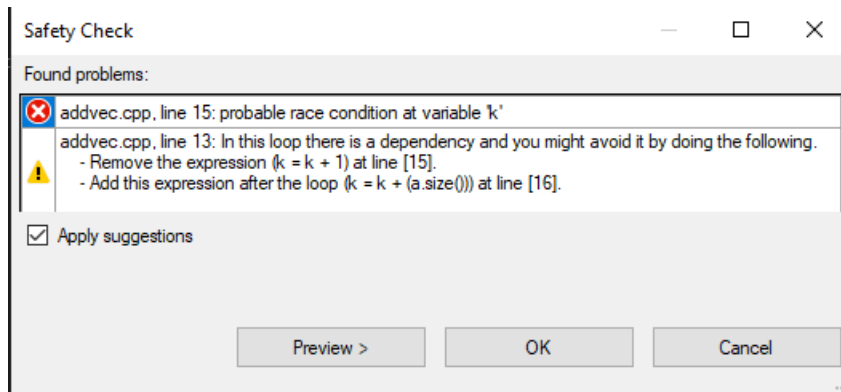 Safety Check
Found problems:
addvec.cpp, line 15: probable race condition at variable 'k'
addvec.cpp, line 13: In this loop there is a dependency and you might avoid it by doing the following.
- Remove the expression (k = k + 1) at line [15].
- Add this expression after the loop (k = k + (a.size())) at line [16].
Apply suggestions
Preview >
OK
Cancel